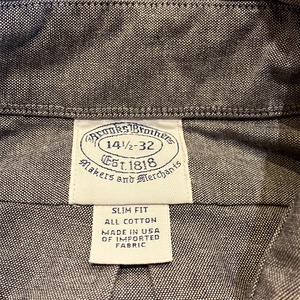 Brooks Brothers
14½-32
Est. 1818
Makers and Merchants
SLIM FIT
ALL COTTON
MADE IN USA
OF IMPORTED
FABRIC